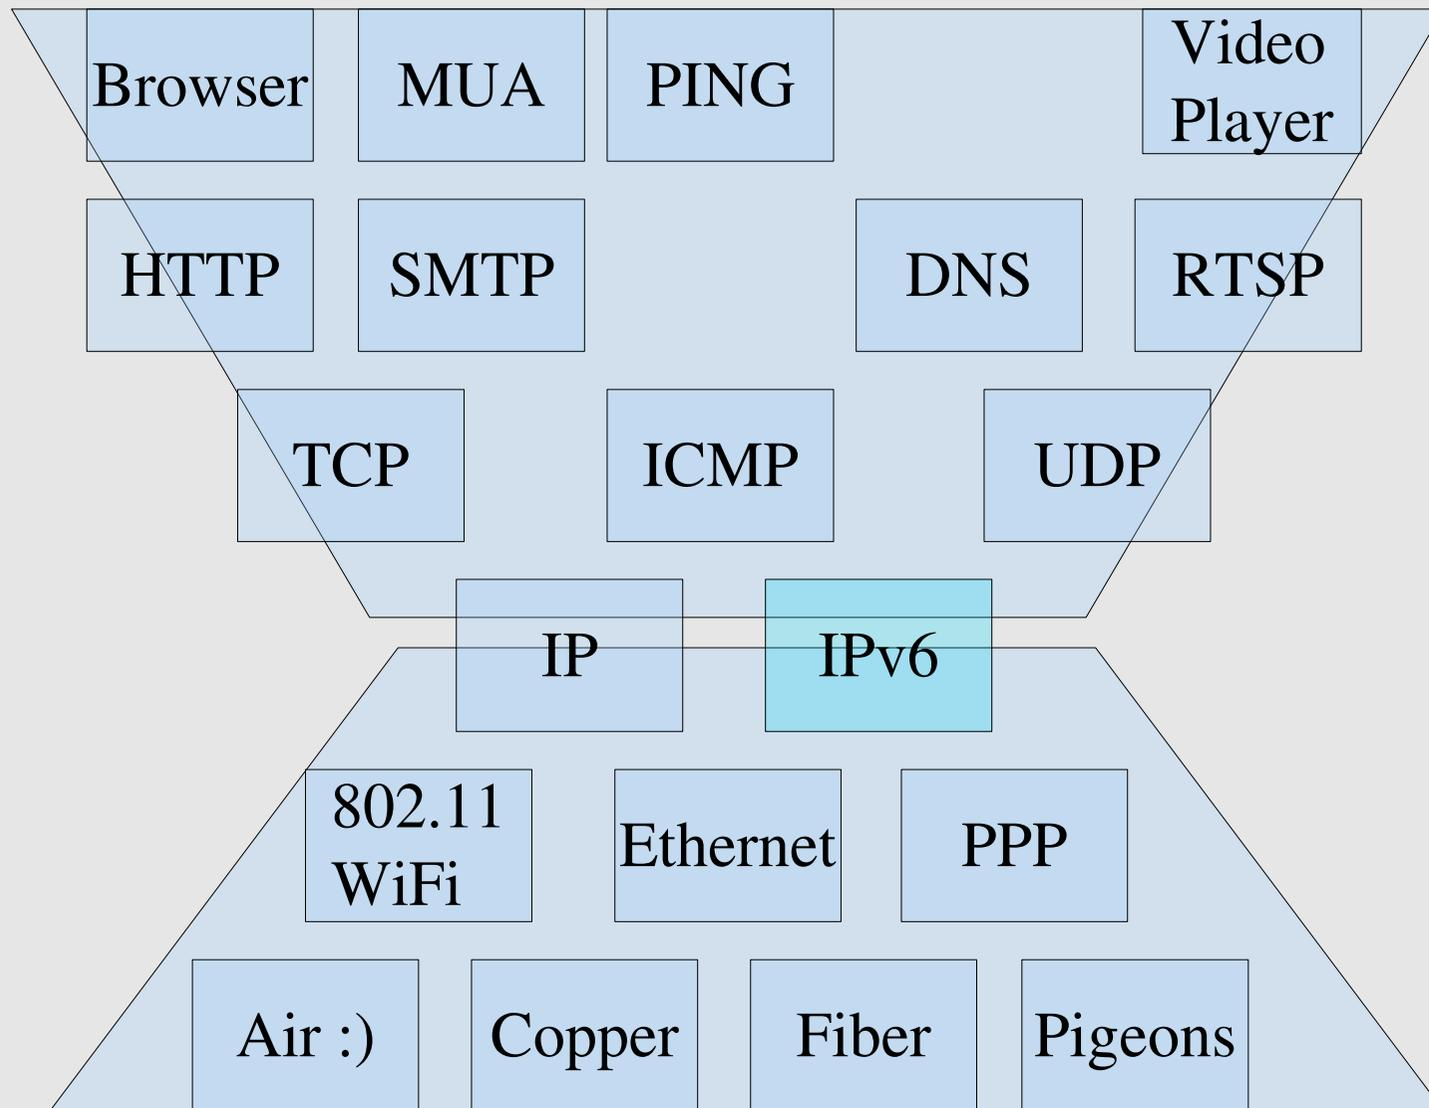 Browser
MUA
PING
Video
Player
HTTP
SMTP
DNS
RTSP
TCP
ICMP
UDP
IP
IPv6
802.11
WiFi
Ethernet
PPP
Air :)
Copper
Fiber
Pigeons